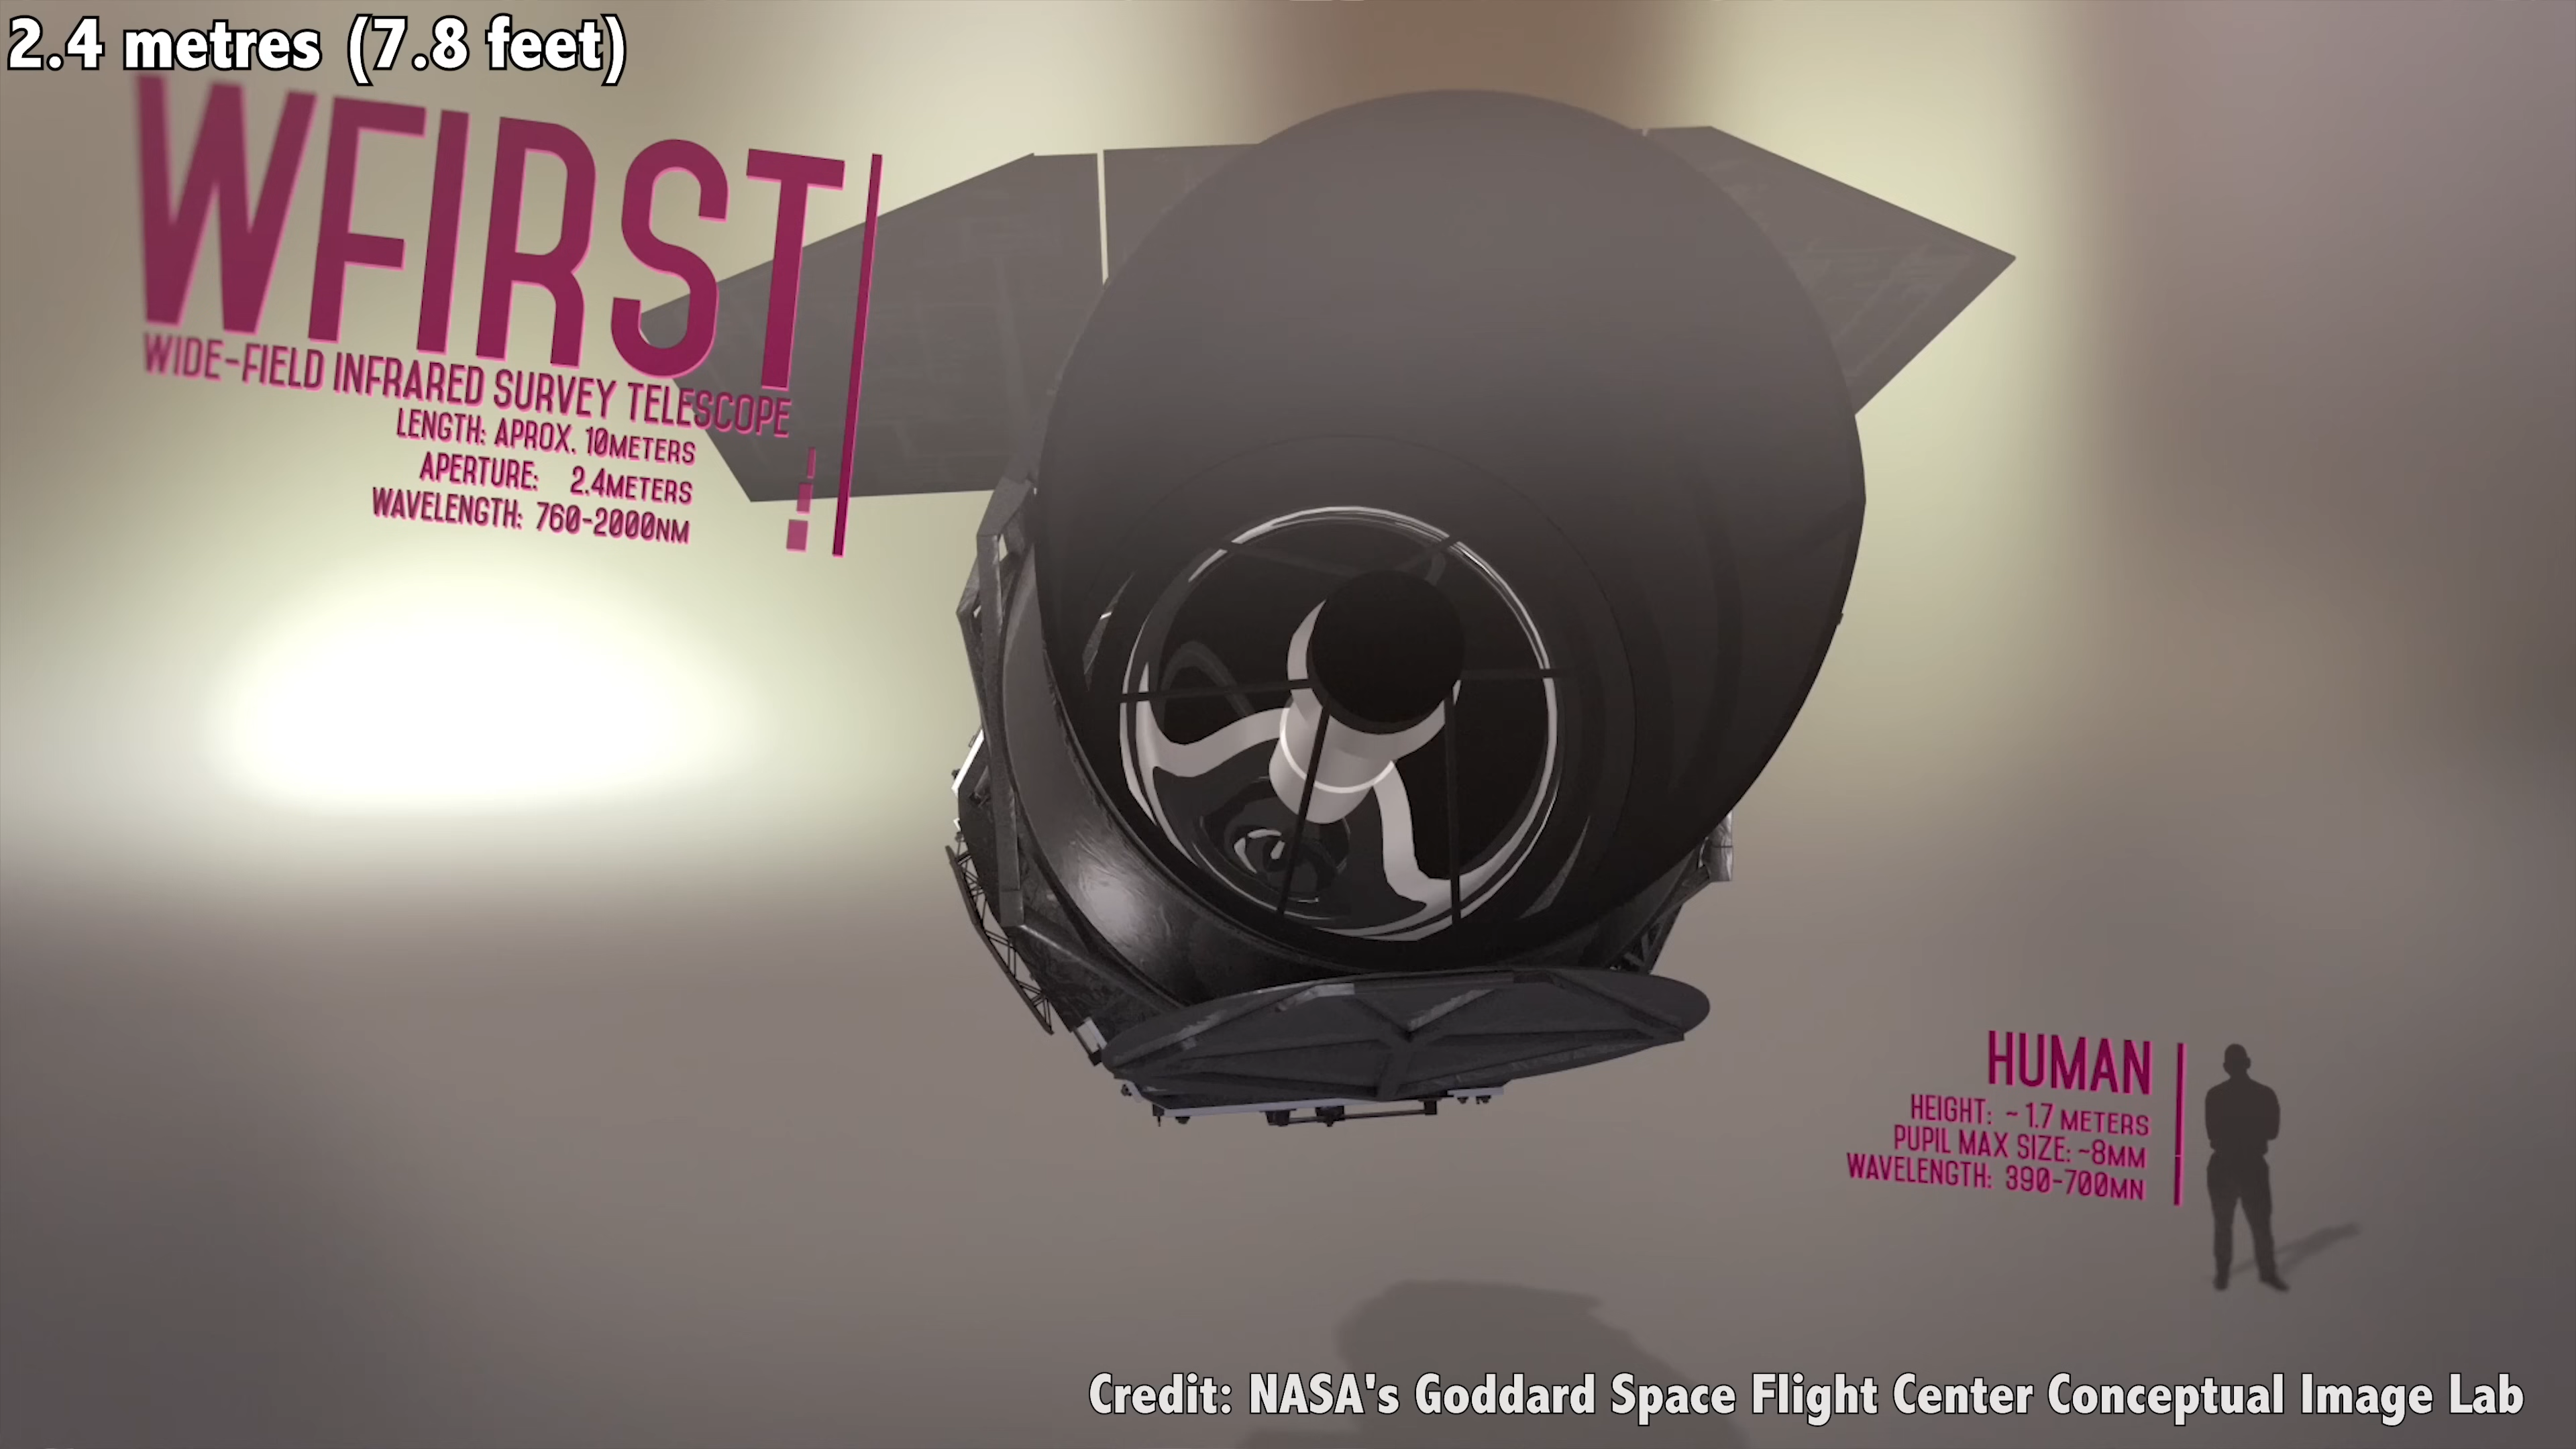 2.4 metres (7.8 feet)
WFIRST
WIDE-FIELD INFRARED SURVEY TELESCOPE
LENGTH: APROX. 10METERS
APERTURE: 2.4METERS
WAVELENGTH: 760-2000NM
HUMAN
HEIGHT: ~ 1.7 METERS
PUPIL MAX SIZE: ~8MM
WAVELENGTH: 390-700MN
Credit: NASA's Goddard Space Flight Center Conceptual Image Lab